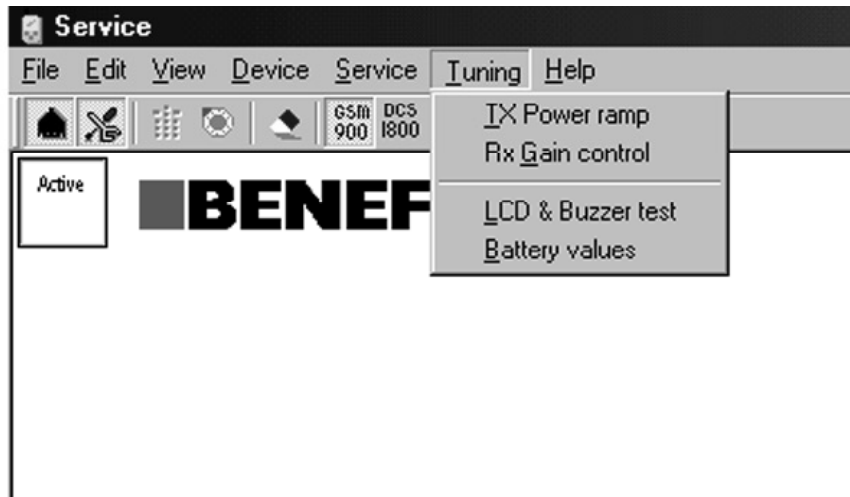 Service
File Edit View Device Service Tuning Help
GSM 900 DCS 1800
TX Power ramp
Rx Gain control
LCD & Buzzer test
Battery values
Active
BENEF